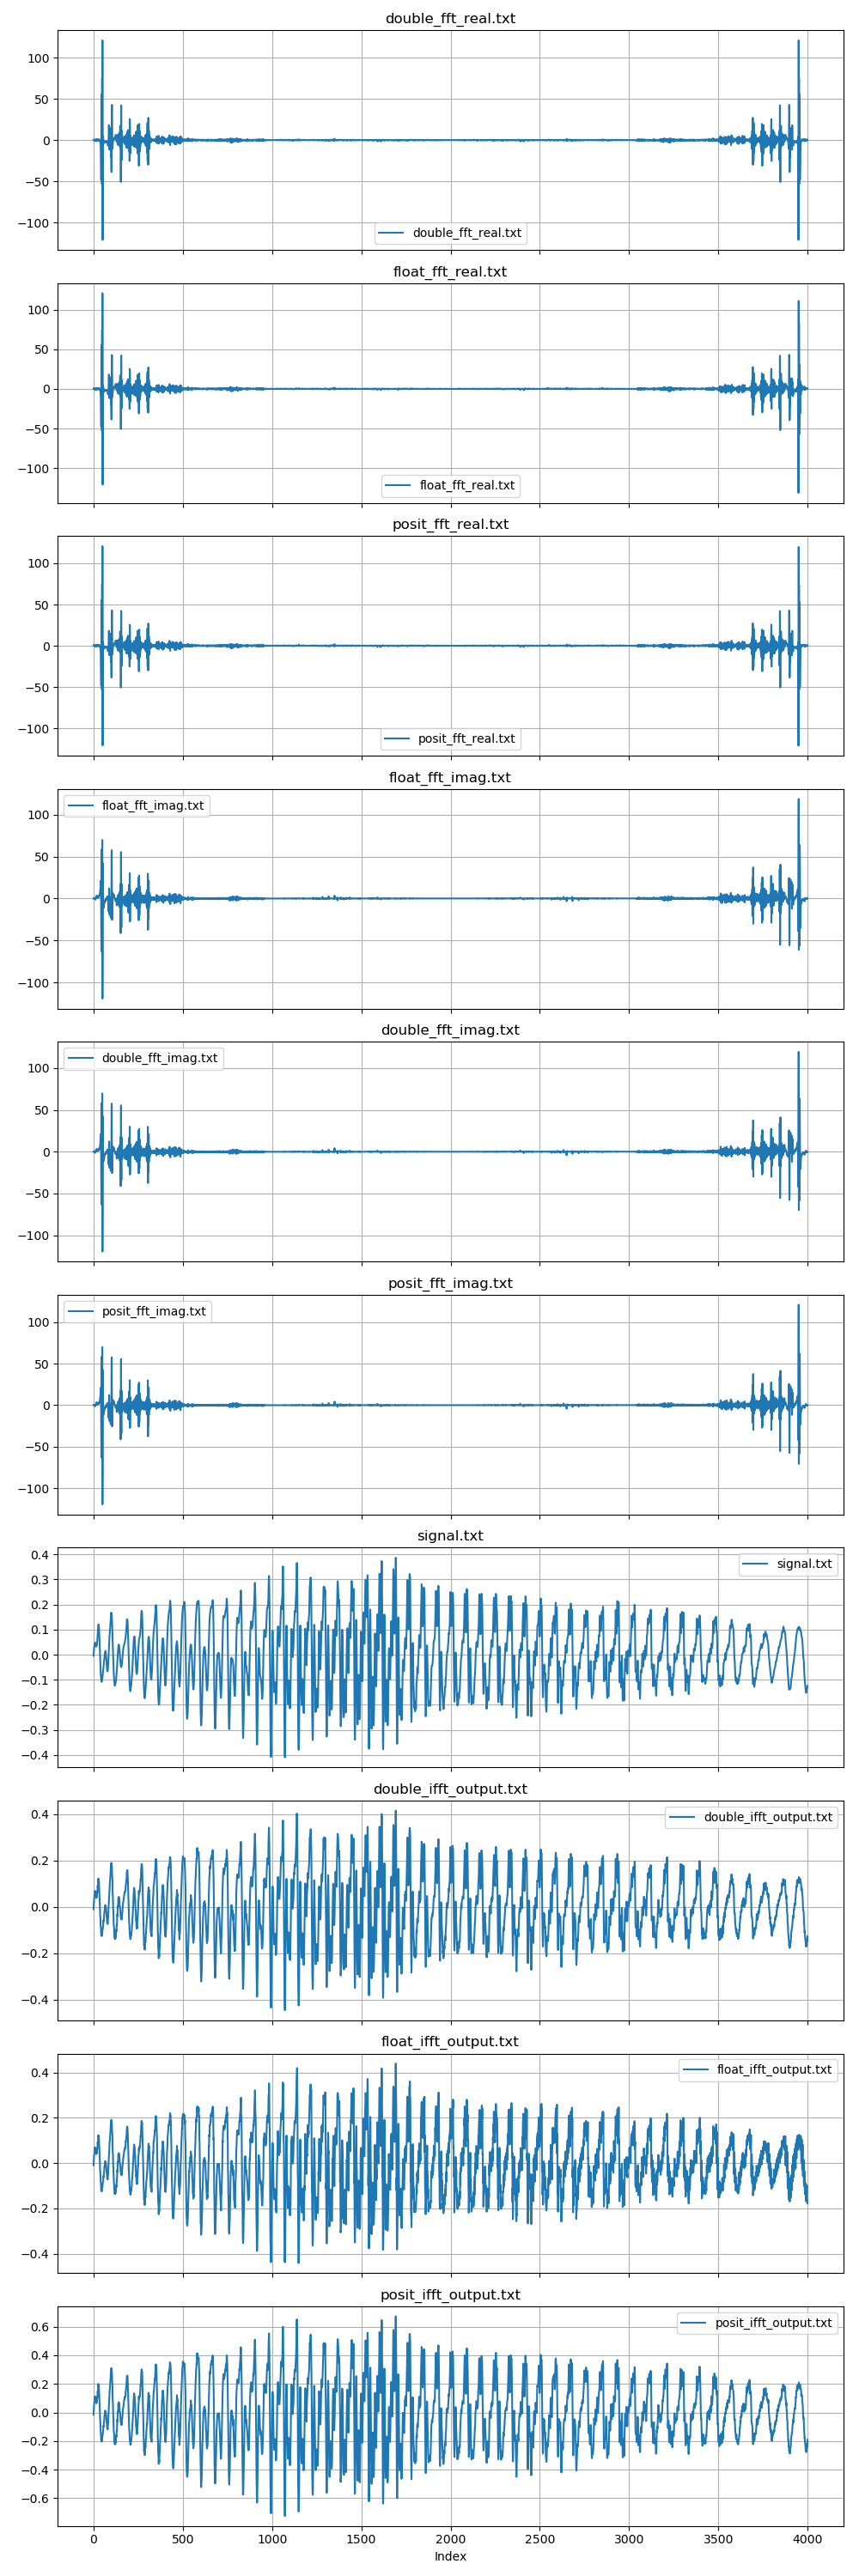 double_fft_real.txt
100
50
0
−50
−100
double_fft_real.txt
float_fft_real.txt
100
50
0
−50
−100
float_fft_real.txt
posit_fft_real.txt
100
50
0
−50
−100
posit_fft_real.txt
float_fft_imag.txt
float_fft_imag.txt
100
50
0
−50
−100
double_fft_imag.txt
double_fft_imag.txt
100
50
0
−50
−100
posit_fft_imag.txt
posit_fft_imag.txt
100
50
0
−50
−100
signal.txt
signal.txt
0.4
0.3
0.2
0.1
0.0
−0.1
−0.2
−0.3
−0.4
double_ifft_output.txt
double_ifft_output.txt
0.4
0.2
0.0
−0.2
−0.4
float_ifft_output.txt
float_ifft_output.txt
0.4
0.2
0.0
−0.2
−0.4
posit_ifft_output.txt
posit_ifft_output.txt
0.6
0.4
0.2
0.0
−0.2
−0.4
−0.6
0 500 1000 1500 2000 2500 3000 3500 4000
Index